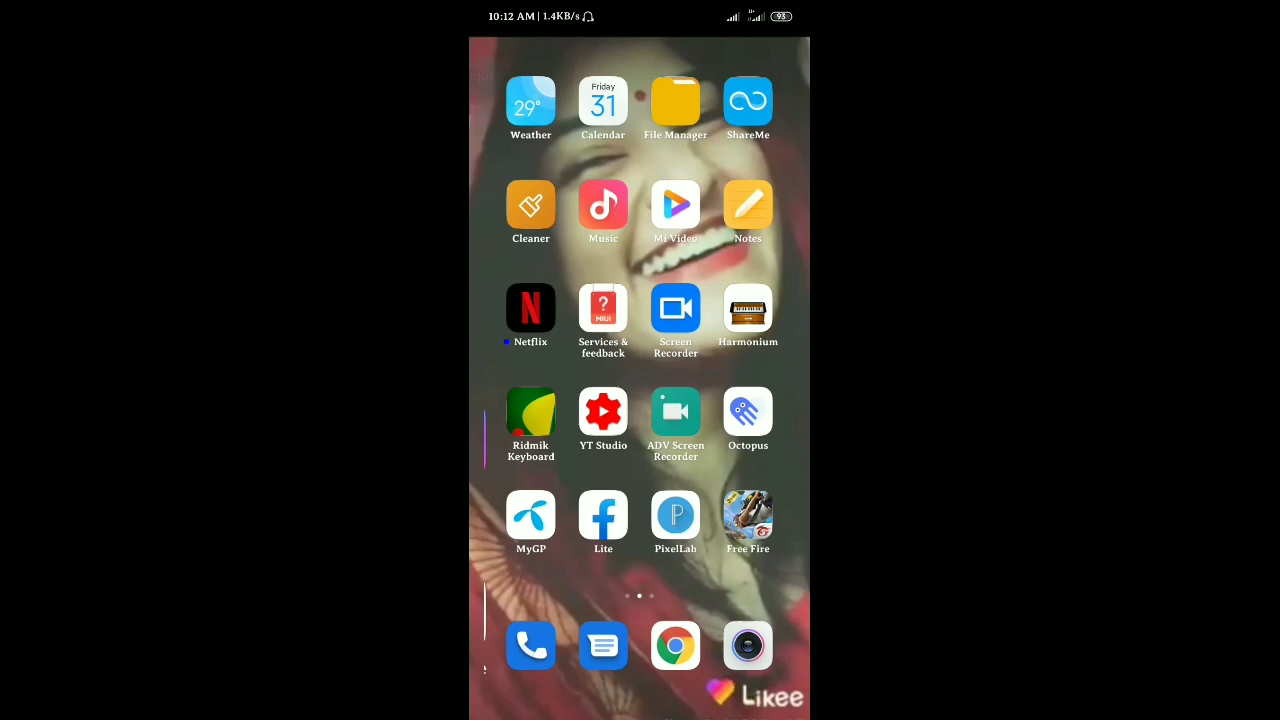 10:12 AM | 1.4KB/s
93
29°
Friday
31
Weather
Calendar
File Manager
ShareMe
Cleaner
Music
Mi Video
Notes
N
?
MIUI
Netflix
Services &
feedback
Screen
Recorder
Harmonium
Ridmik
Keyboard
YT Studio
ADV Screen
Recorder
Octopus
P
MyGP
Lite
PixelLab
Free Fire
Likee